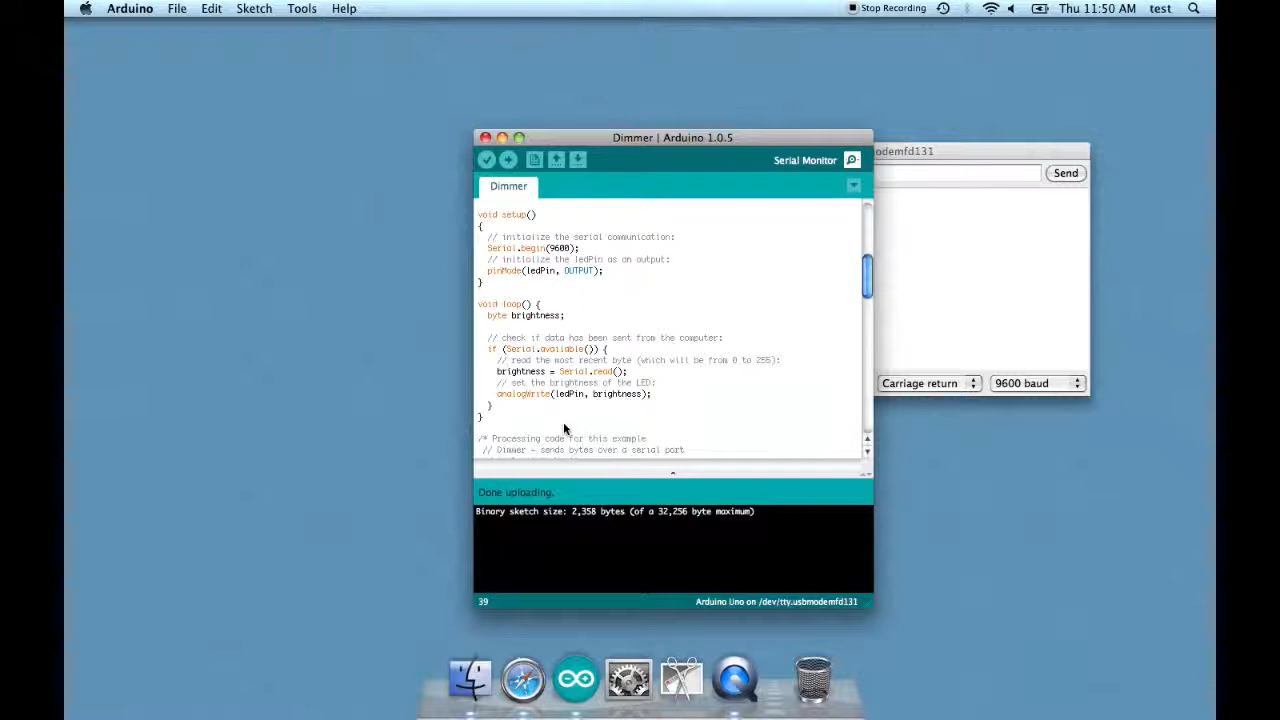 Arduino File Edit Sketch Tools Help Stop Recording Thu 11:50 AM test
Dimmer | Arduino 1.0.5
odemfd131
Serial Monitor
Send
Dimmer
void setup()
{
// initialize the serial communication:
Serial.begin(9600);
// initialize the ledPin as an output:
pinMode(ledPin, OUTPUT);
}
void loop() {
byte brightness;
// check if data has been sent from the computer:
if (Serial.available()) {
// read the most recent byte (which will be from 0 to 255):
brightness = Serial.read();
// set the brightness of the LED:
analogWrite(ledPin, brightness);
}
}
/* Processing code for this example
// Dimmer - sends bytes over a serial port
Carriage return 9600 baud
Done uploading.
Binary sketch size: 2,358 bytes (of a 32,256 byte maximum)
39 Arduino Uno on /dev/tty.usbmodemfd131